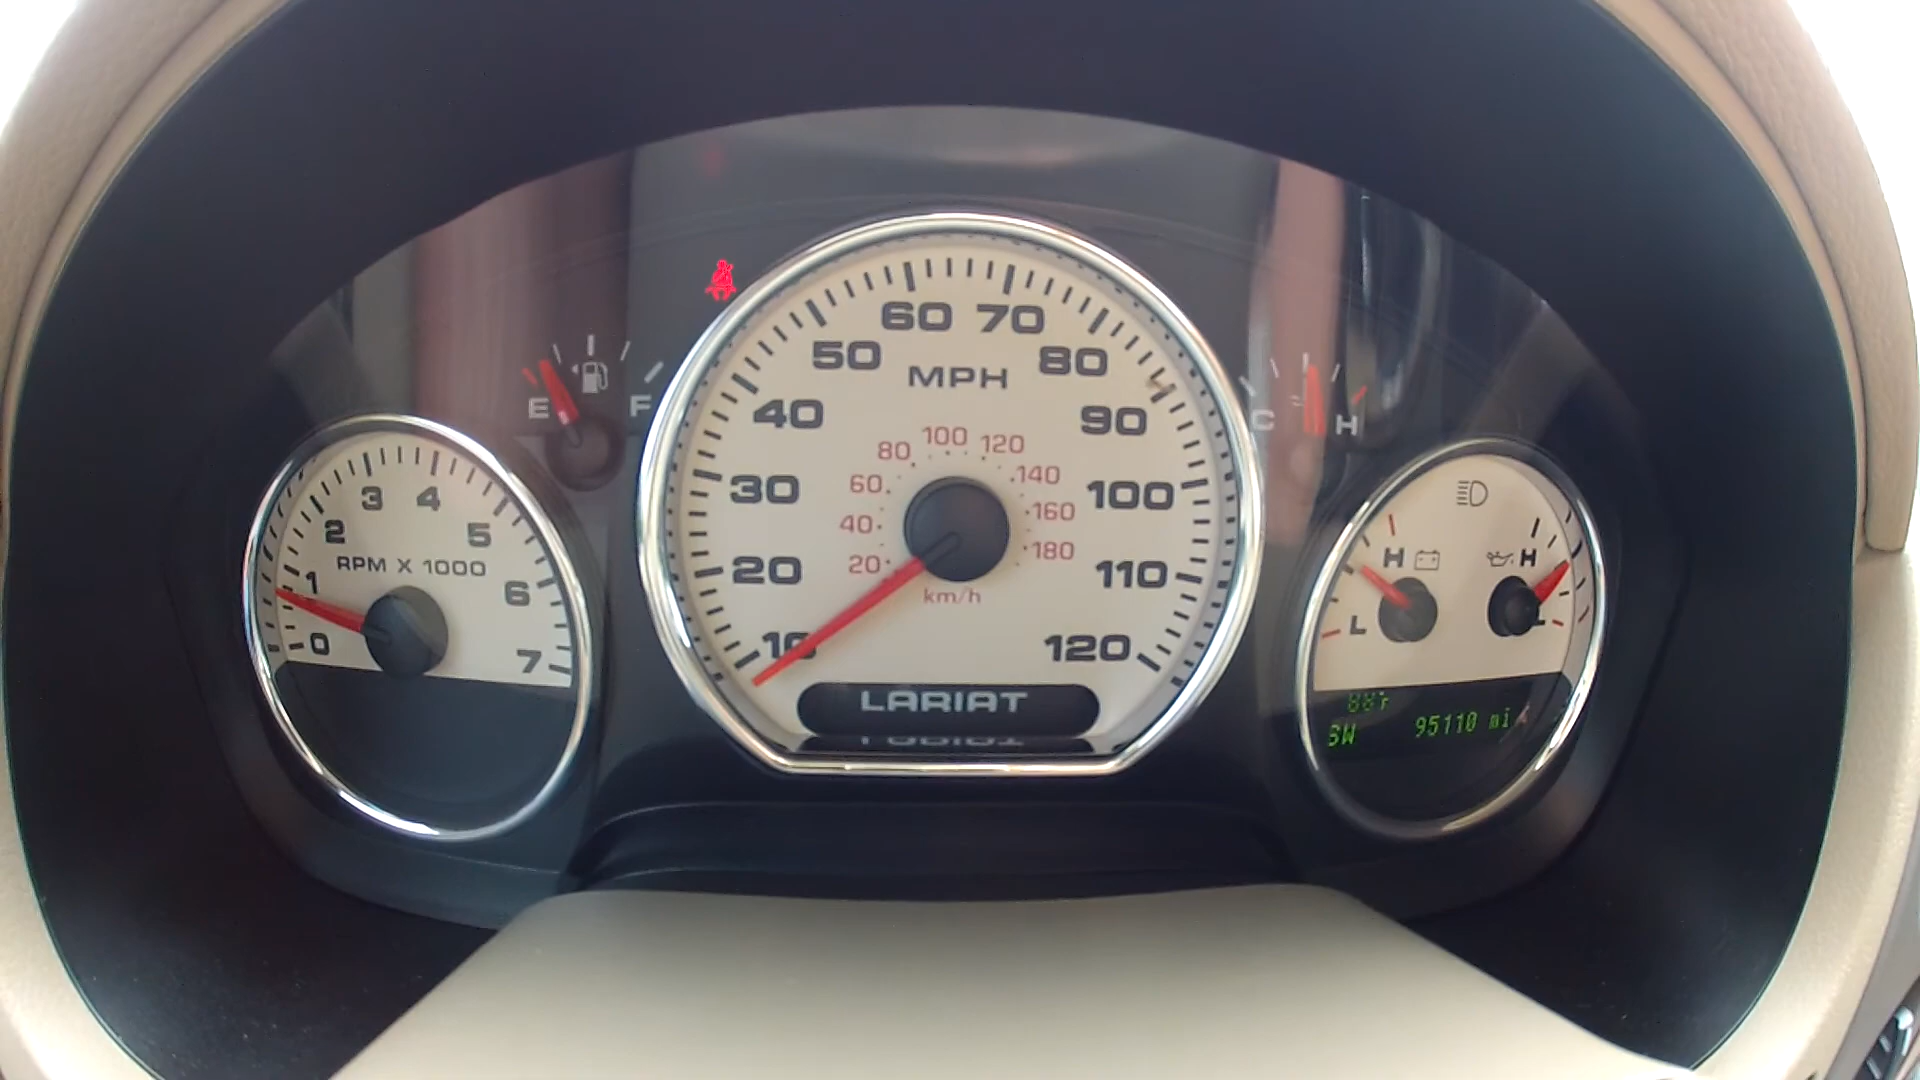 60 70
50 80
MPH
40 90
E F
C H
30 100
80 100 120
60 140
40 160
20 180
km/h
20 110
10 120
LARIAT
3 4
2 5
RPM X 1000
1 6
0 7
H H
L L
SW 95110 mi